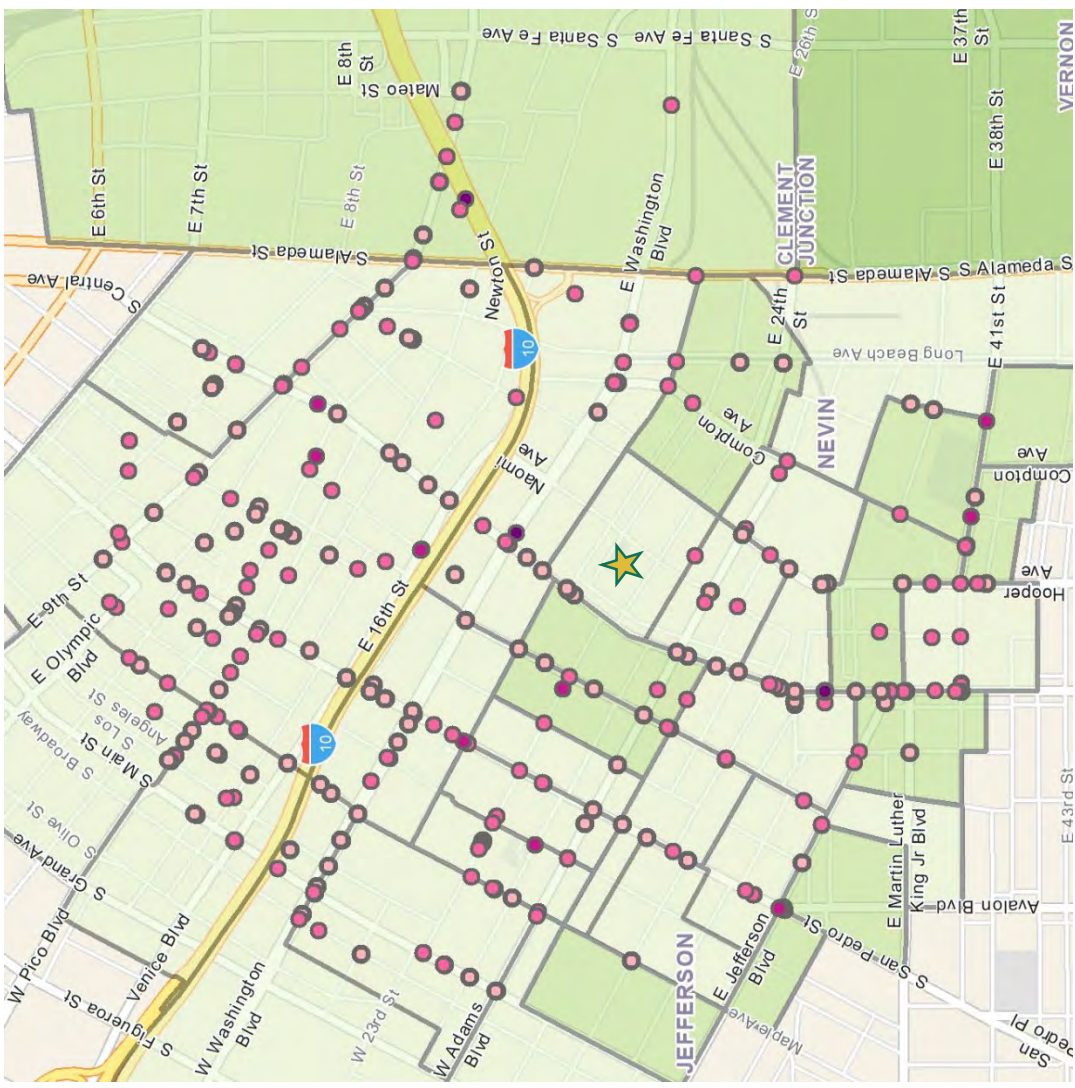 S Santa Fe Ave
S Santa Fe Ave
E 26th S
E 37th
St
VERNON
E 8th
St
Mateo St
E 38th St
E 6th St
E 7th St
E 8th St
E Washington
Blvd
CLEMENT
JUNCTION
S Alameda St
Newton St
S Alameda St
S Alameda S
S Central Ave
E 24th
St
E 41st St
Long Beach Ave
10
Naomi
Ave
Compton
Ave
NEVIN
Compton
Ave
E 9th St
E 16th St
Hooper
Ave
E Olympic
Blvd
S Los
Angeles St
S Broadway
S Main St
10
S Olive St
S Grand Ave
E Martin Luther
King Jr Blvd
E 43rd St
Avalon Blvd
W Pico Blvd
Venice Blvd
S Figueroa St
W Washington
Blvd
W 23rd St
W Adams
Blvd
JEFFERSON
E Jefferson
Blvd
S San Pedro St
Maple Ave
San
Pedro Pl